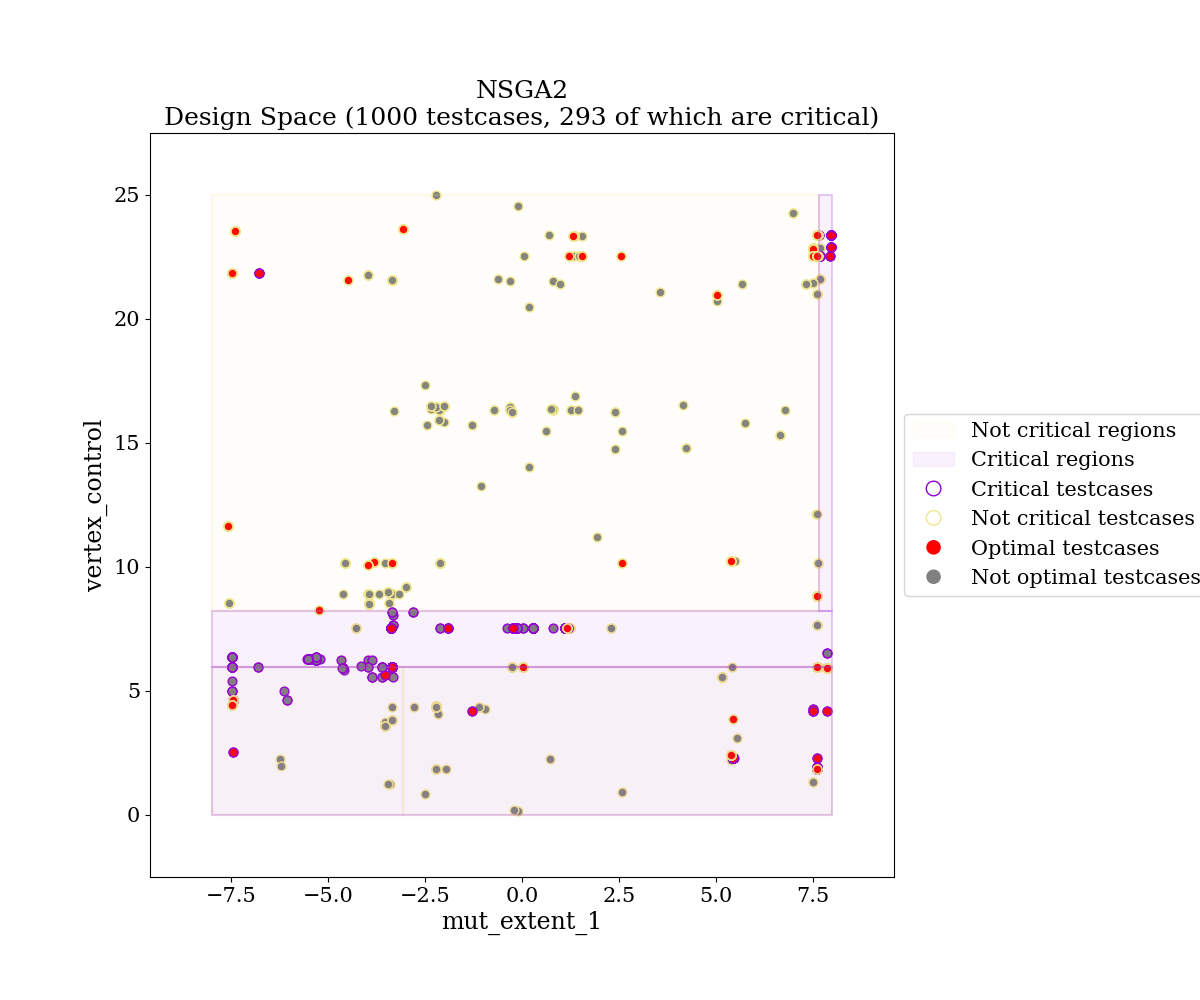 NSGA2
Design Space (1000 testcases, 293 of which are critical)
25
20
15
10
5
0
vertex_control
−7.5 −5.0 −2.5 0.0 2.5 5.0 7.5
mut_extent_1
Not critical regions
Critical regions
Critical testcases
Not critical testcases
Optimal testcases
Not optimal testcases